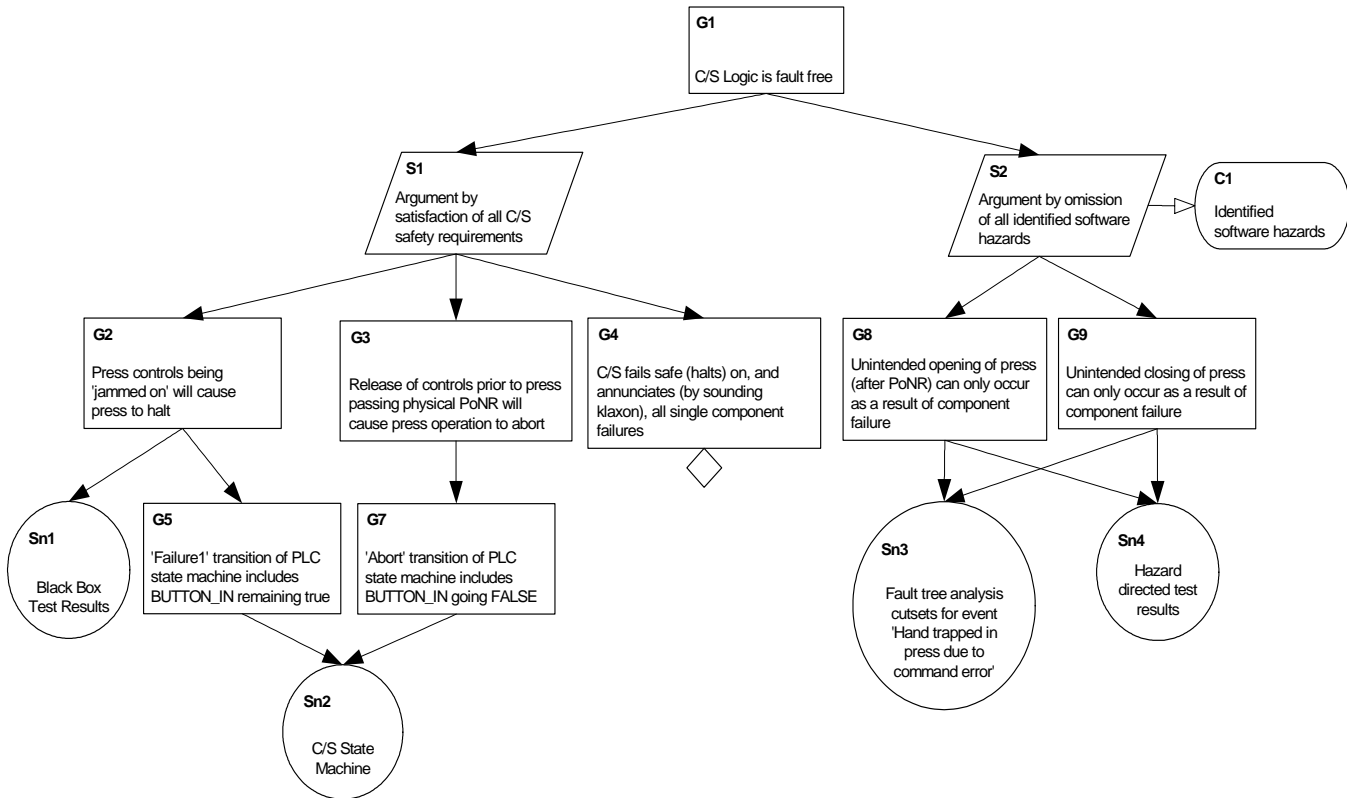 G1
C/S Logic is fault free
S1
Argument by
satisfaction of all C/S
safety requirements
S2
Argument by omission
of all identified software
hazards
C1
Identified
software hazards
G2
Press controls being
'jammed on' will cause
press to halt
G3
Release of controls prior to press
passing physical PoNR will
cause press operation to abort
G4
C/S fails safe (halts) on, and
annunciates (by sounding
klaxon), all single component
failures
G8
Unintended opening of press
(after PoNR) can only occur
as a result of component
failure
G9
Unintended closing of press
can only occur as a result of
component failure
Sn1
Black Box
Test Results
G5
'Failure1' transition of PLC
state machine includes
BUTTON_IN remaining true
G7
'Abort' transition of PLC
state machine includes
BUTTON_IN going FALSE
Sn3
Fault tree analysis
cutsets for event
'Hand trapped in
press due to
command error'
Sn4
Hazard
directed test
results
Sn2
C/S State
Machine